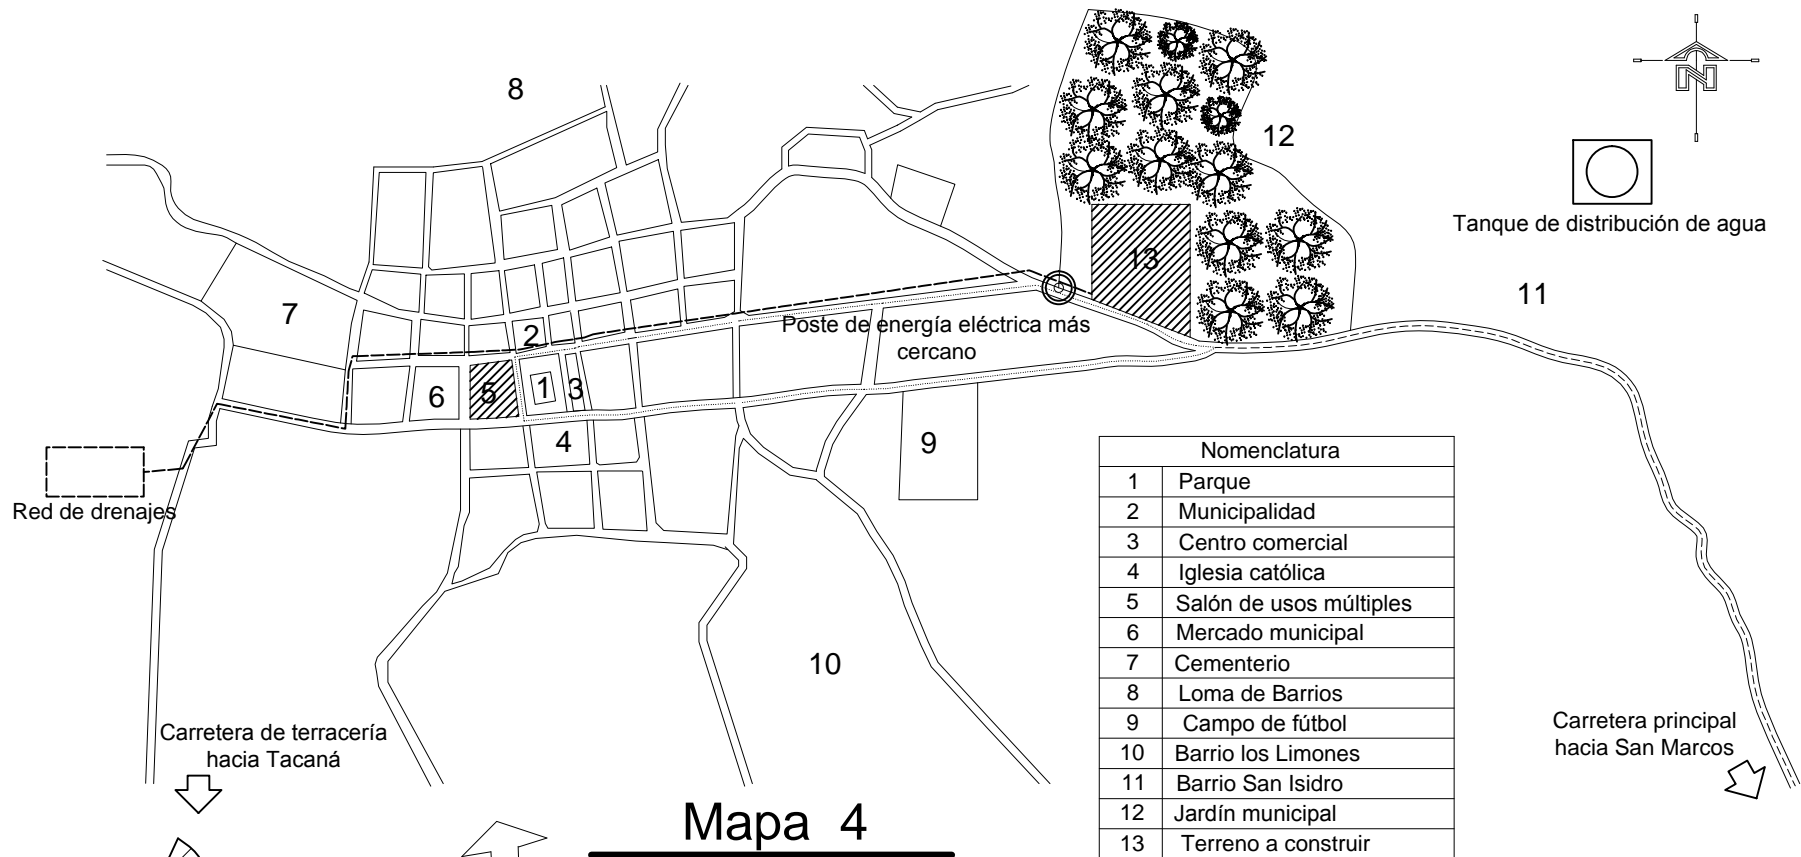 8
N
12
Tanque de distribución de agua
13
7
11
2
Poste de energía eléctrica más
cercano
6
5
1
3
4
9
Red de drenajes
Nomenclatura
1 Parque
2 Municipalidad
3 Centro comercial
4 Iglesia católica
5 Salón de usos múltiples
6 Mercado municipal
7 Cementerio
8 Loma de Barrios
9 Campo de fútbol
10 Barrio los Limones
11 Barrio San Isidro
12 Jardín municipal
13 Terreno a construir
10
Carretera de terracería
hacia Tacaná
Carretera principal
hacia San Marcos
Mapa 4